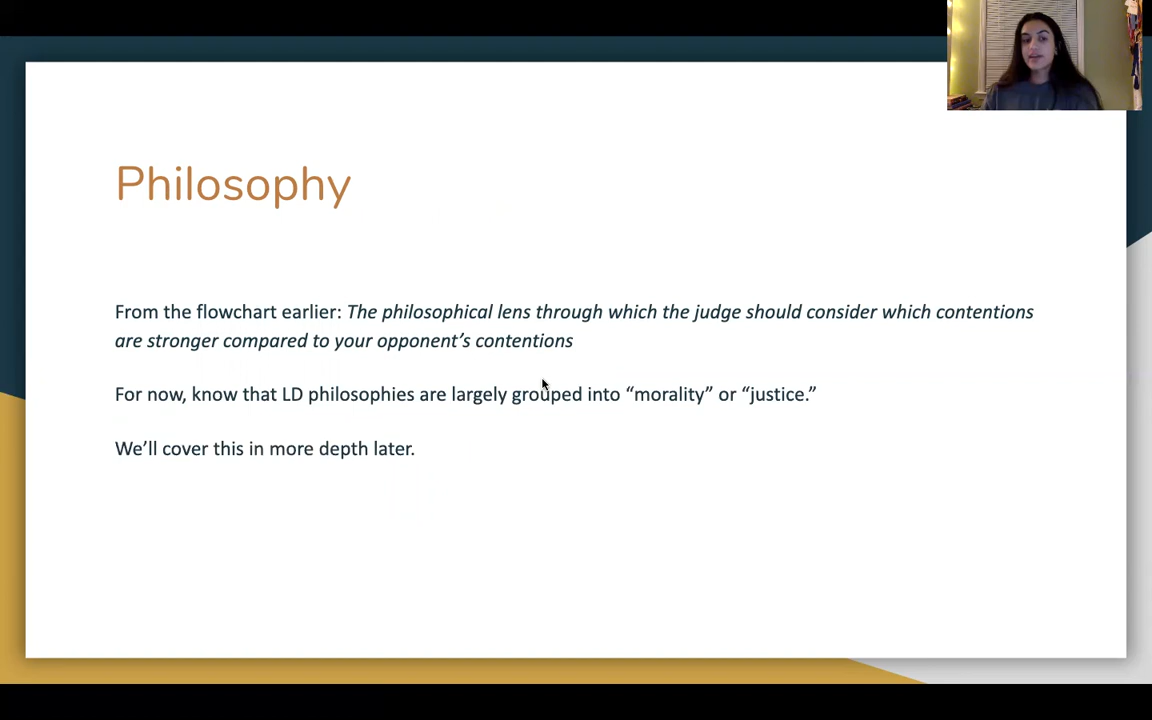 Philosophy
From the flowchart earlier: The philosophical lens through which the judge should consider which contentions
are stronger compared to your opponent’s contentions
For now, know that LD philosophies are largely grouped into “morality” or “justice.”
We’ll cover this in more depth later.